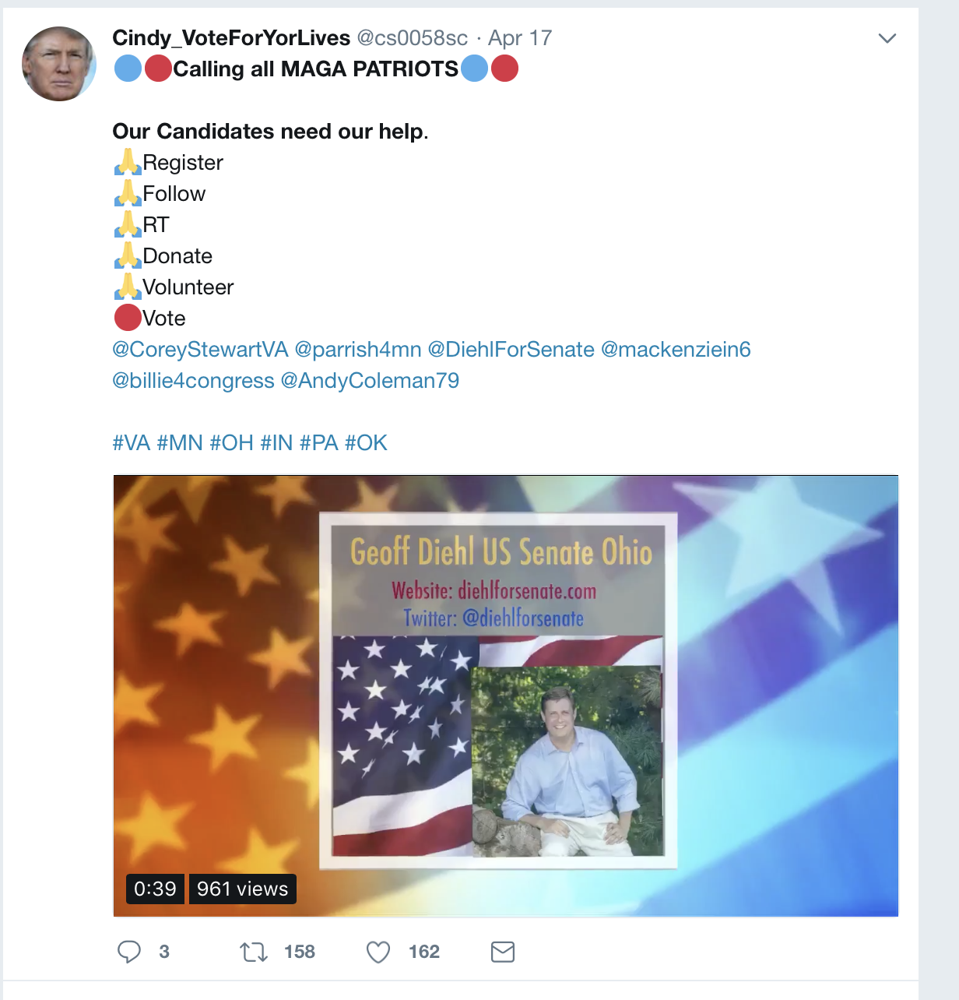 Cindy_VoteForYorLives @cs0058sc · Apr 17
🔵🔴Calling all MAGA PATRIOTS🔵🔴
Our Candidates need our help.
🙏Register
🙏Follow
🙏RT
🙏Donate
🙏Volunteer
🔴Vote
@CoreyStewartVA @parrish4mn @DiehlForSenate @mackenziein6
@billie4congress @AndyColeman79
#VA #MN #OH #IN #PA #OK
Geoff Diehl US Senate Ohio
Website: diehlforsenate.com
Twitter: @diehlforsenate
0:39 961 views
3 158 162